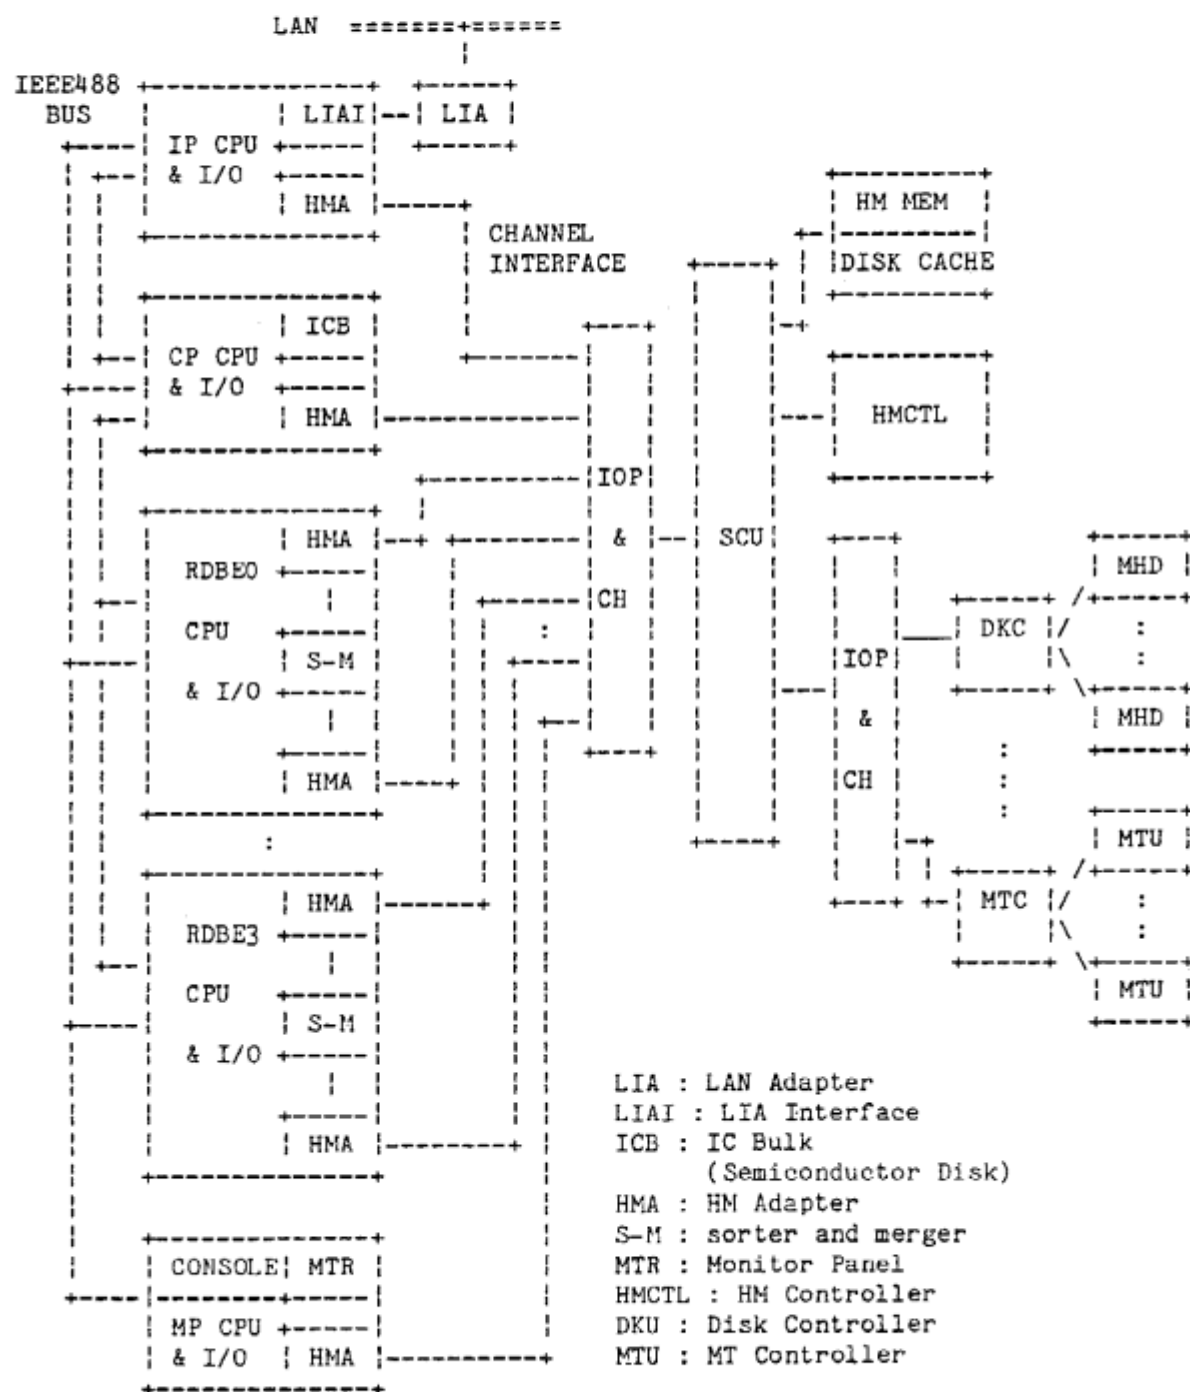 LAN
IEEE488
BUS
LIAI
LIA
IP CPU
& I/O
HMA
HM MEM
CHANNEL
INTERFACE
DISK CACHE
ICB
CP CPU
& I/O
HMA
HMCTL
IOP
&
CH
SCU
HMA
RDBE0
CPU
S-M
& I/O
HMA
:
IOP
&
CH
DKC
MHD
:
:
MHD
:
:
:
MTU
MTC
:
:
MTU
:
HMA
RDBE3
CPU
S-M
& I/O
HMA
CONSOLE
MTR
MP CPU
& I/O
HMA
LIA : LAN Adapter
LIAI : LIA Interface
ICB : IC Bulk
(Semiconductor Disk)
HMA : HM Adapter
S-M : sorter and merger
MTR : Monitor Panel
HMCTL : HM Controller
DKU : Disk Controller
MTU : MT Controller